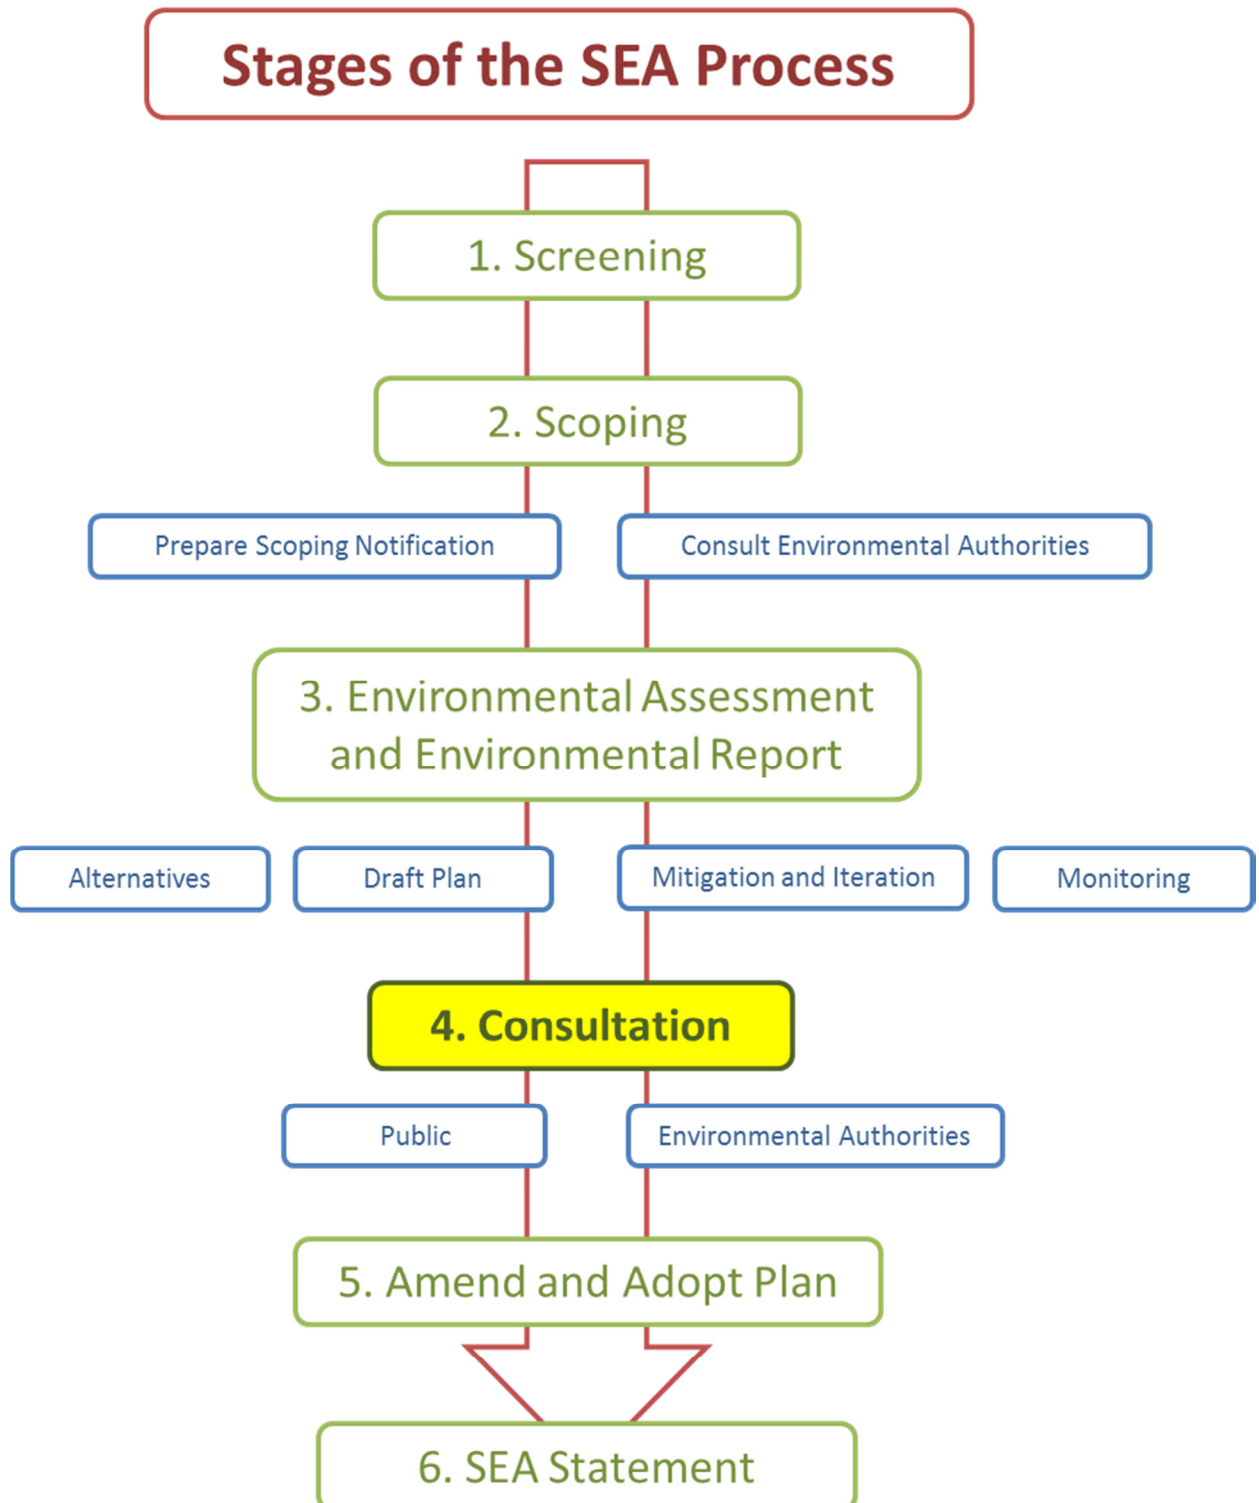 Stages of the SEA Process
1. Screening
2. Scoping
Prepare Scoping Notification
Consult Environmental Authorities
3. Environmental Assessment
and Environmental Report
Alternatives
Draft Plan
Mitigation and Iteration
Monitoring
4. Consultation
Public
Environmental Authorities
5. Amend and Adopt Plan
6. SEA Statement